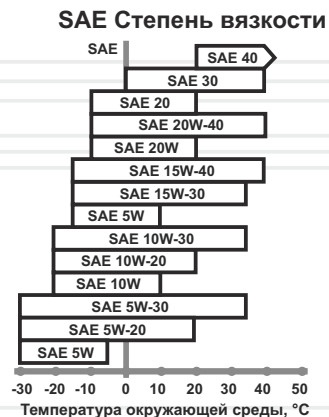 SAE Степень вязкости
SAE
SAE 40
SAE 30
SAE 20
SAE 20W-40
SAE 20W
SAE 15W-40
SAE 15W-30
SAE 5W
SAE 10W-30
SAE 10W-20
SAE 10W
SAE 5W-30
SAE 5W-20
SAE 5W
-30 -20 -10 0 10 20 30 40 50
Температура окружающей среды, °C